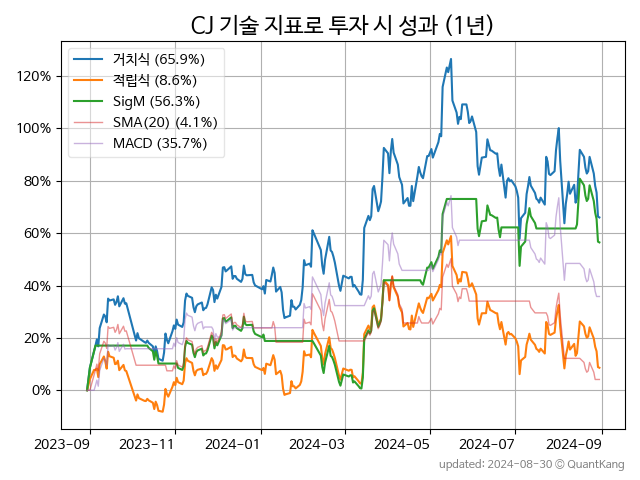 CJ 기술 지표로 투자 시 성과 (1년)
거치식 (65.9%)
적립식 (8.6%)
SigM (56.3%)
SMA(20) (4.1%)
MACD (35.7%)
120%
100%
80%
60%
40%
20%
0%
2023-09 2023-11 2024-01 2024-03 2024-05 2024-07 2024-09
updated: 2024-08-30 © QuantKang